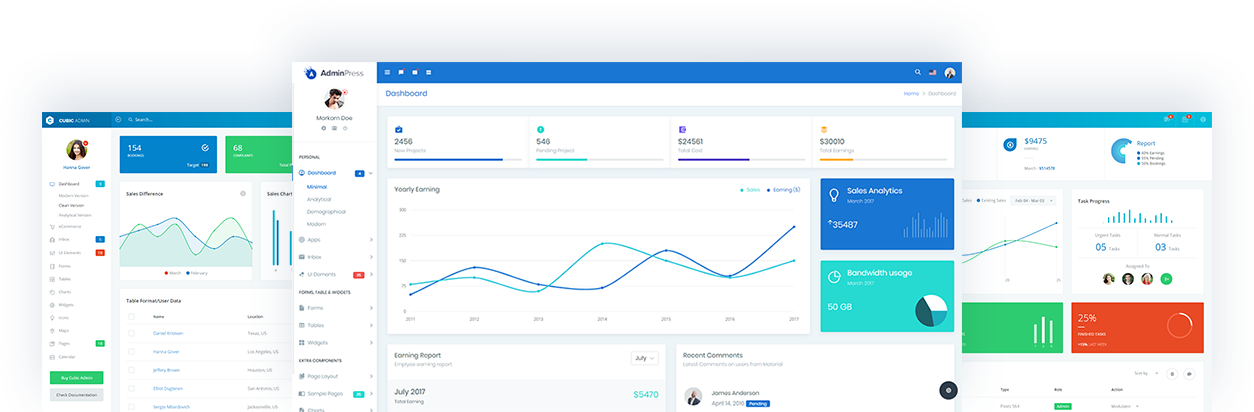 CUBIC ADMIN
Search...
Hanna Gover
Dashboard
Modern Version
Clean Version
Analytical Version
eCommerce
Inbox
UI Elements
Forms
Tables
Charts
Widgets
Icons
Maps
Pages
Calendar
Buy Cubic Admin
Check Documentation
154
BOOKINGS
Target
68
COMPLAINTS
Sales Difference
March
February
Sales Chart
Table Format/User Data
Name
Location
Daniel Kristeen
Texas, US
Hanna Gover
Los Angeles, US
Jeffery Brown
Houston, US
Elliot Dugteren
San Antonio, US
Sergio Milardovich
Jacksonville, US
AdminPress
Markarn Doe
PERSONAL
Dashboard 4
Minimal
Analytical
Demographical
Modern
Apps
Inbox
Ui Elements 25
FORMS, TABLE & WIDGETS
Forms
Tables
Widgets
EXTRA COMPONENTS
Page Layout
Sample Pages 25
Charts
Dashboard
Home > Dashboard
2456
New Projects
546
Pending Project
$24561
Total Cost
$30010
Total Earnings
Yearly Earning
Sales
Earning ($)
300
225
150
75
0
2011 2012 2013 2014 2015 2016 2017
Sales Analytics
March 2017
↑35487
Bandwidth usage
March 2017
50 GB
Earning Report
July
July 2017
Total Earning
$5470
Recent Comments
Latest Comments on users from Material
James Anderson
April 14, 2016 Pending
$9475
EARNING
March - $514578
Report
40% Earnings
35% Pending
50% Bookings
Sales
Existing Sales
Feb 04 - Mar 03
Task Progress
Urgent Tasks
05 Tasks
Normal Tasks
03 Tasks
Assigned To
25%
FINISHED TASKS
LAST WEEK
Sort by
Type
Role
Action
Posts 564
Admin
Modulator